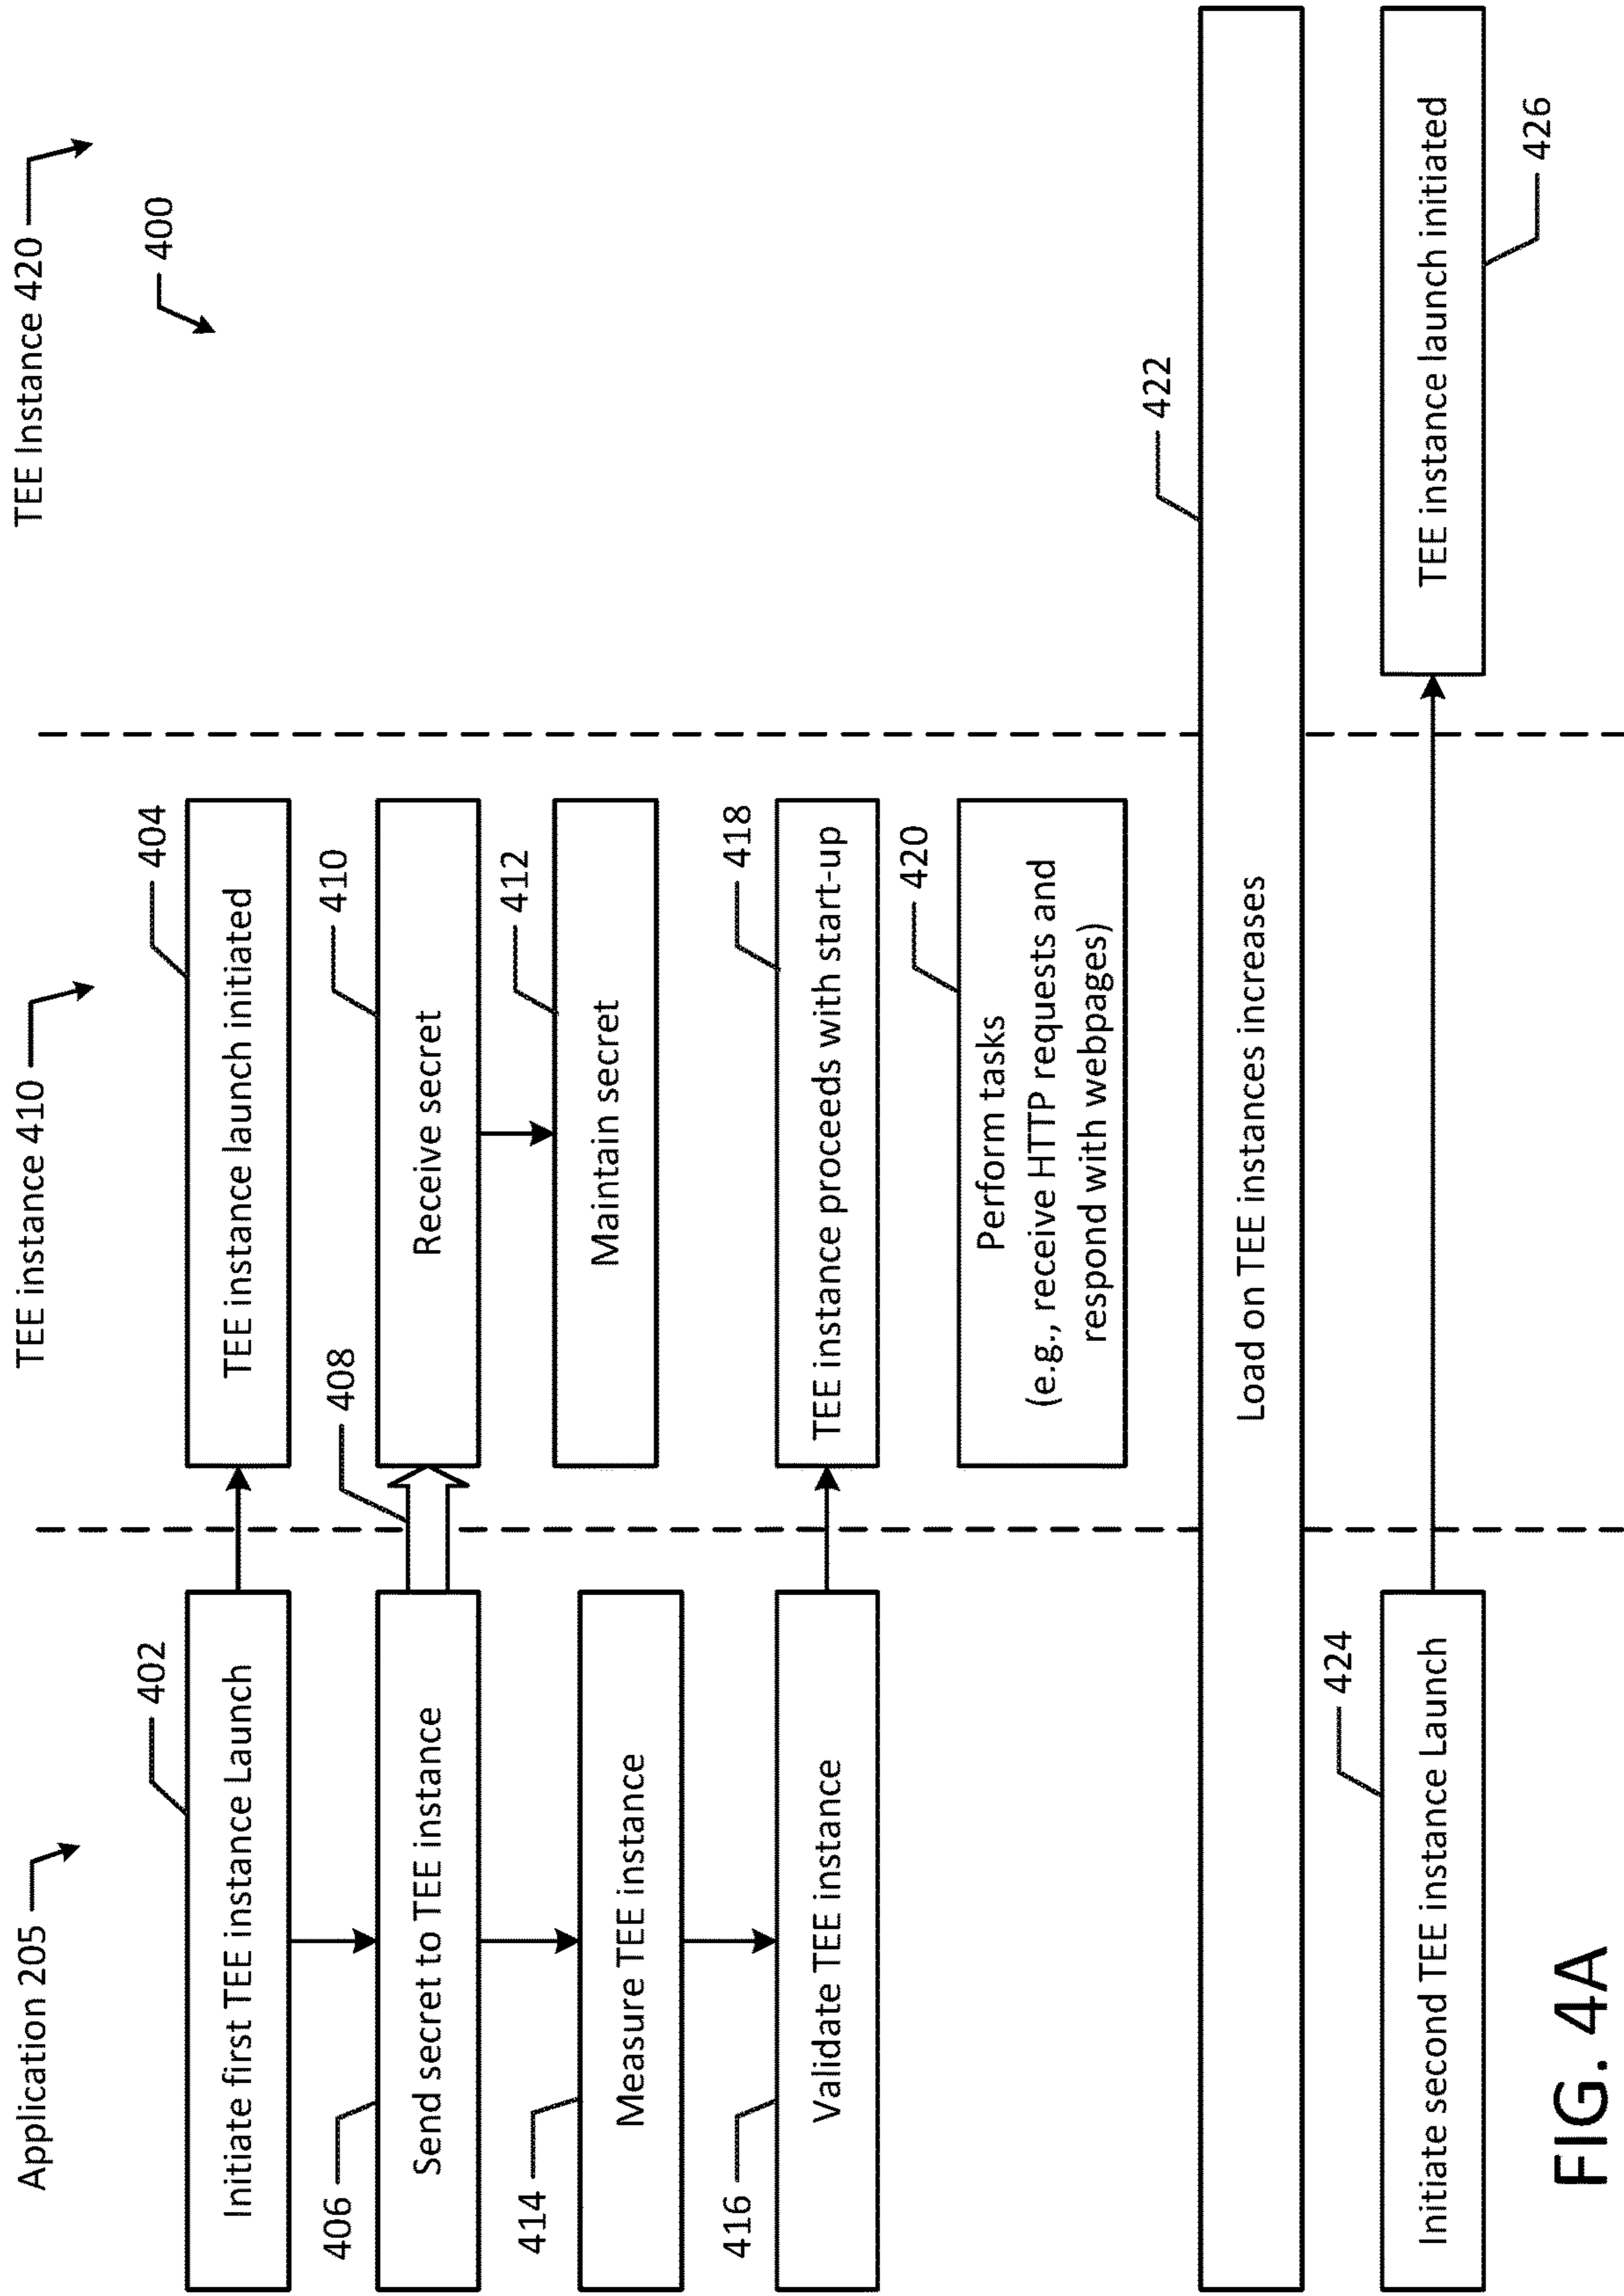 Application 205
TEE instance 410
TEE Instance 420
400
402
Initiate first TEE instance Launch
404
TEE instance launch initiated
406
Send secret to TEE instance
408
410
Receive secret
412
Maintain secret
414
Measure TEE instance
416
Validate TEE instance
418
TEE instance proceeds with start-up
420
Perform tasks
(e.g., receive HTTP requests and
respond with webpages)
422
Load on TEE instances increases
424
Initiate second TEE instance Launch
TEE instance launch initiated
426
FIG. 4A